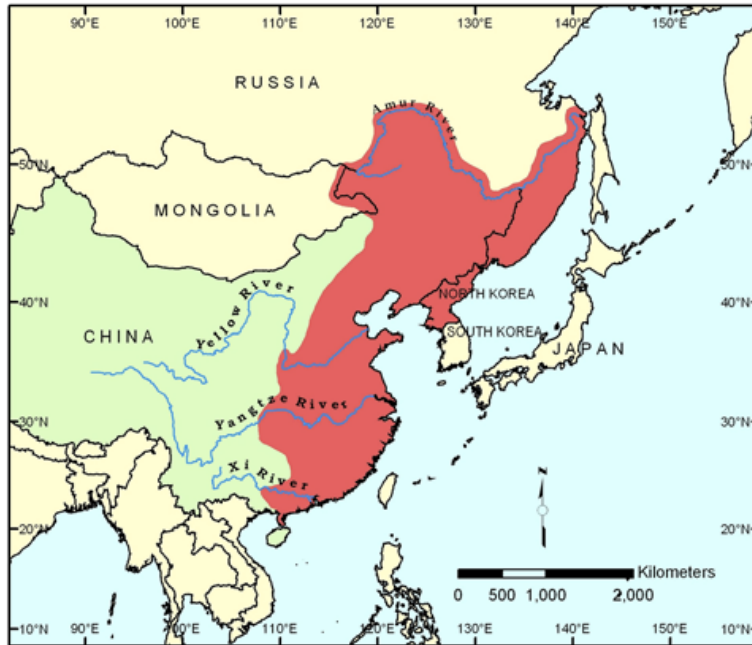 90°E 100°E 110°E 120°E 130°E 140°E 150°E
RUSSIA
Amur River
50°N 50°N
MONGOLIA
40°N 40°N
Yellow River
NORTH KOREA
CHINA
SOUTH KOREA
JAPAN
30°N 30°N
Yangtze River
Xi River
N
20°N 20°N
Kilometers
0 500 1,000 2,000
10°N 10°N
90°E 100°E 110°E 120°E 130°E 140°E 150°E